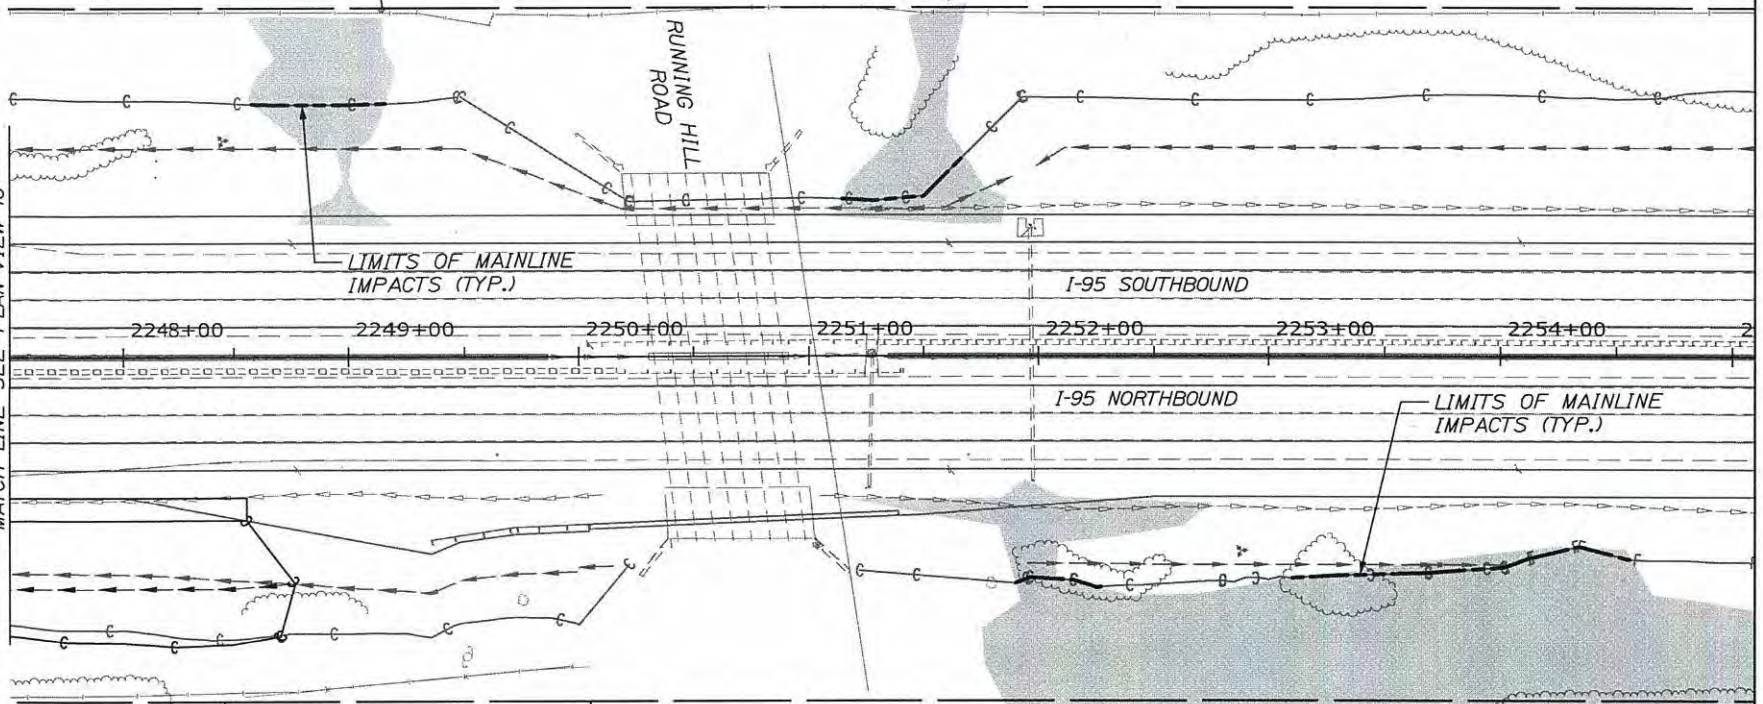 RUNNING HILL
ROAD
LIMITS OF MAINLINE
IMPACTS (TYP.)
I-95 SOUTHBOUND
2248+00 2249+00 2250+00 2251+00 2252+00 2253+00 2254+00 2
I-95 NORTHBOUND
LIMITS OF MAINLINE
IMPACTS (TYP.)